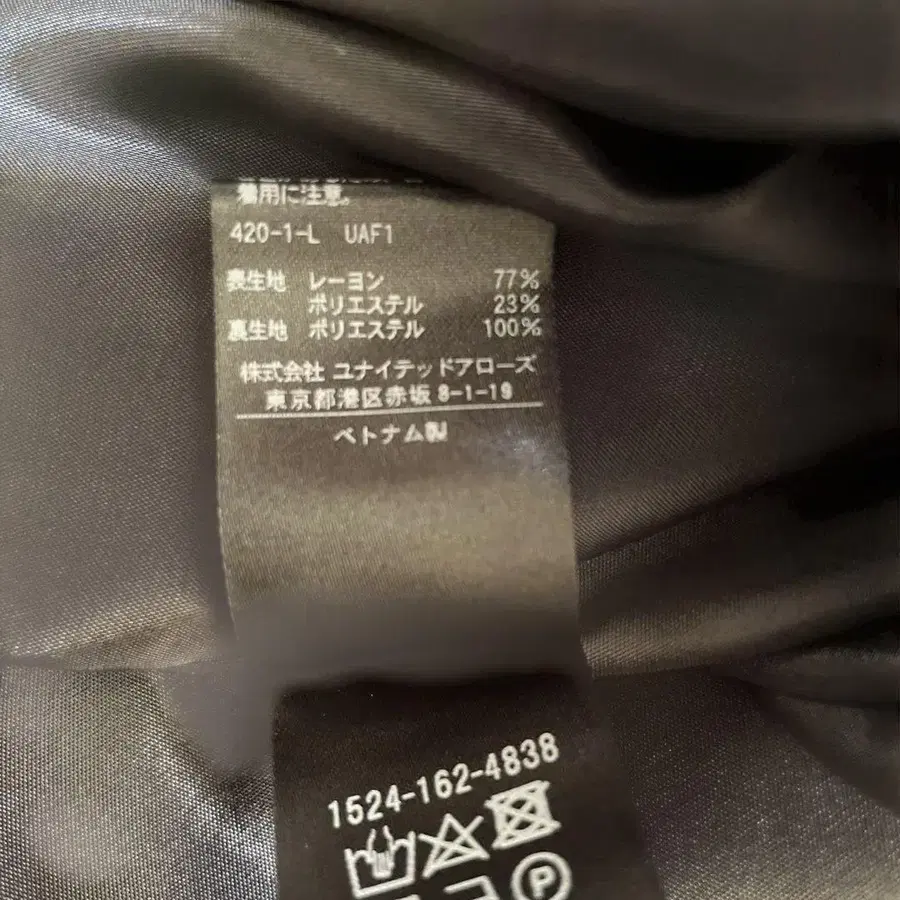 着用に注意。
420-1-L UAF1
表生地 レーヨン 77%
ポリエステル 23%
裏生地 ポリエステル 100%
株式会社 ユナイテッドアローズ
東京都港区赤坂 8-1-19
ベトナム製
1524-162-4838
P